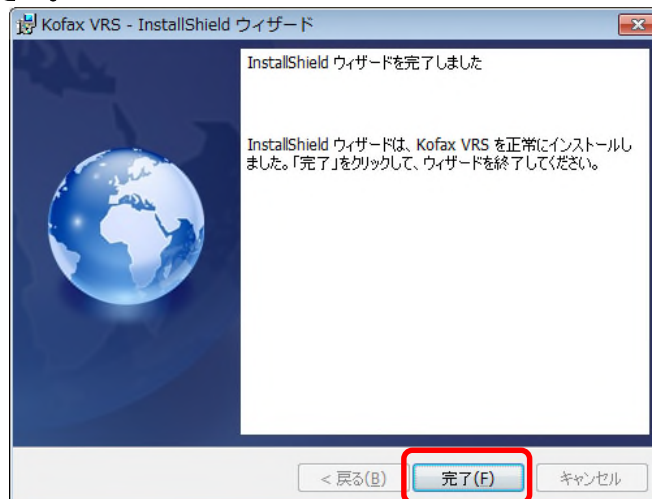 Kofax VRS - InstallShield ウィザード
InstallShield ウィザードを完了しました
InstallShield ウィザードは、Kofax VRS を正常にインストールし
ました。「完了」をクリックして、ウィザードを終了してください。
< 戻る(B)
完了(F)
キャンセル